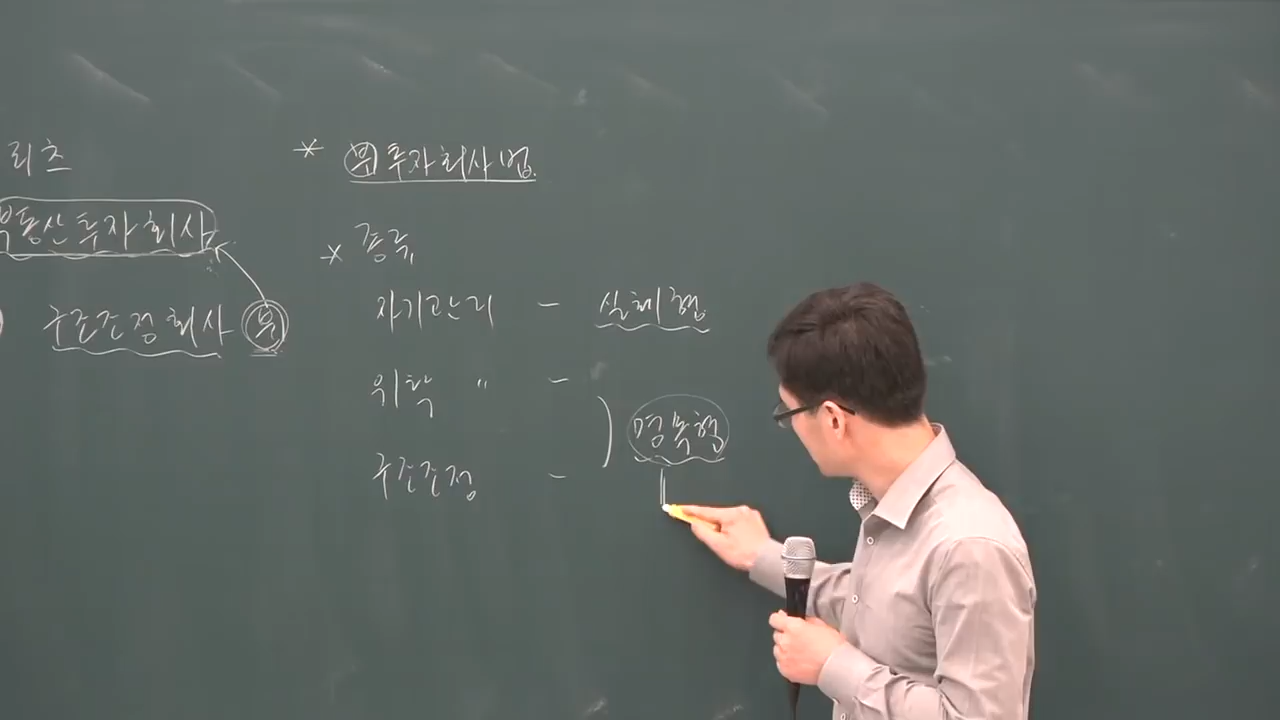 리츠
부동산투자회사
구조조정회사 부
* 부 투자회사법.
* 종류
자기관리 - 실체형
위탁 〃 -
명목형
구조조정 -